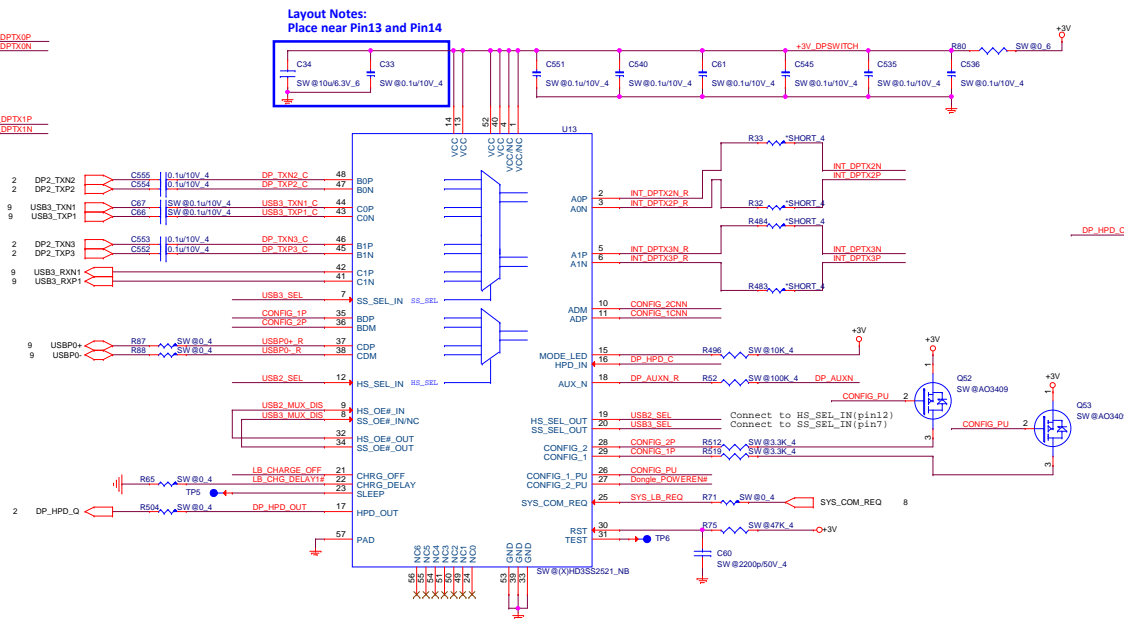 Layout Notes:
Place near Pin13 and Pin14
DPTX0P
DPTX0N
DPTX1P
DPTX1N
+3V
R80 SW@0_6
+3V_DPSWITCH
C34
SW@10u/6.3V_6
C33
SW@0.1u/10V_4
C551
SW@0.1u/10V_4
C540
SW@0.1u/10V_4
C61
SW@0.1u/10V_4
C545
SW@0.1u/10V_4
C535
SW@0.1u/10V_4
C536
SW@0.1u/10V_4
U13
14 13 52 40 4 1
VCC VCC VCC VCC VCC/NC VCC/NC
2 DP2_TXN2 C555 0.1u/10V_4 DP_TXN2_C 48 B0P
2 DP2_TXP2 C554 0.1u/10V_4 DP_TXP2_C 47 B0N
9 USB3_TXN1 C67 SW@0.1u/10V_4 USB3_TXN1_C 44 C0P
9 USB3_TXP1 C66 SW@0.1u/10V_4 USB3_TXP1_C 43 C0N
2 DP2_TXN3 C553 0.1u/10V_4 DP_TXN3_C 46 B1P
2 DP2_TXP3 C552 0.1u/10V_4 DP_TXP3_C 45 B1N
9 USB3_RXN1 42 C1P
9 USB3_RXP1 41 C1N
USB3_SEL 7 SS_SEL_IN SS_SEL
CONFIG_1P 35 BDP
CONFIG_2P 36 BDM
9 USBP0+ R87 SW@0_4 USBP0+_R 37 CDP
9 USBP0- R88 SW@0_4 USBP0-_R 38 CDM
USB2_SEL 12 HS_SEL_IN HS_SEL
USB2_MUX_DIS 9 HS_OE#_IN
USB3_MUX_DIS 8 SS_OE#_IN/NC
32 HS_OE#_OUT
34 SS_OE#_OUT
LB_CHARGE_OFF 21 CHRG_OFF
R65 SW@0_4 LB_CHG_DELAY1# 22 CHRG_DELAY
TP5 23 SLEEP
2 DP_HPD_Q R504 SW@0_4 DP_HPD_OUT 17 HPD_OUT
57 PAD
NC6 NC5 NC4 NC3 NC2 NC1 NC0
56 55 54 51 50 49 24
GND GND GND
53 39 33
SW@(X)HD3SS2521_NB
R33 *SHORT_4
A0P 2 INT_DPTX2N_R INT_DPTX2N
A0N 3 INT_DPTX2P_R INT_DPTX2P
R32 *SHORT_4
R484 *SHORT_4
A1P 5 INT_DPTX3N_R INT_DPTX3N
A1N 6 INT_DPTX3P_R INT_DPTX3P
R483 *SHORT_4
DP_HPD_C
ADM 10 CONFIG_2CNN
ADP 11 CONFIG_1CNN
MODE_LED 15 R496 SW@10K_4 +3V
HPD_IN 16 DP_HPD_C
AUX_N 18 DP_AUXN_R R52 SW@100K_4 DP_AUXN
HS_SEL_OUT 19 USB2_SEL Connect to HS_SEL_IN(pin12)
SS_SEL_OUT 20 USB3_SEL Connect to SS_SEL_IN(pin7)
CONFIG_2 28 CONFIG_2P R512 SW@3.3K_4
CONFIG_1 29 CONFIG_1P R519 SW@3.3K_4
CONFIG_1_PU 26 CONFIG_PU
CONFIG_2_PU 27 Dongle_POWEREN#
SYS_COM_REQ 25 SYS_LB_REQ R71 SW@0_4 SYS_COM_REQ 8
RST 30 R75 SW@47K_4 +3V
TEST 31 TP6
C60
SW@2200p/50V_4
+3V
1
CONFIG_PU 2
Q52
SW@AO3409
3
+3V
1
CONFIG_PU 2
Q53
SW@AO340
3